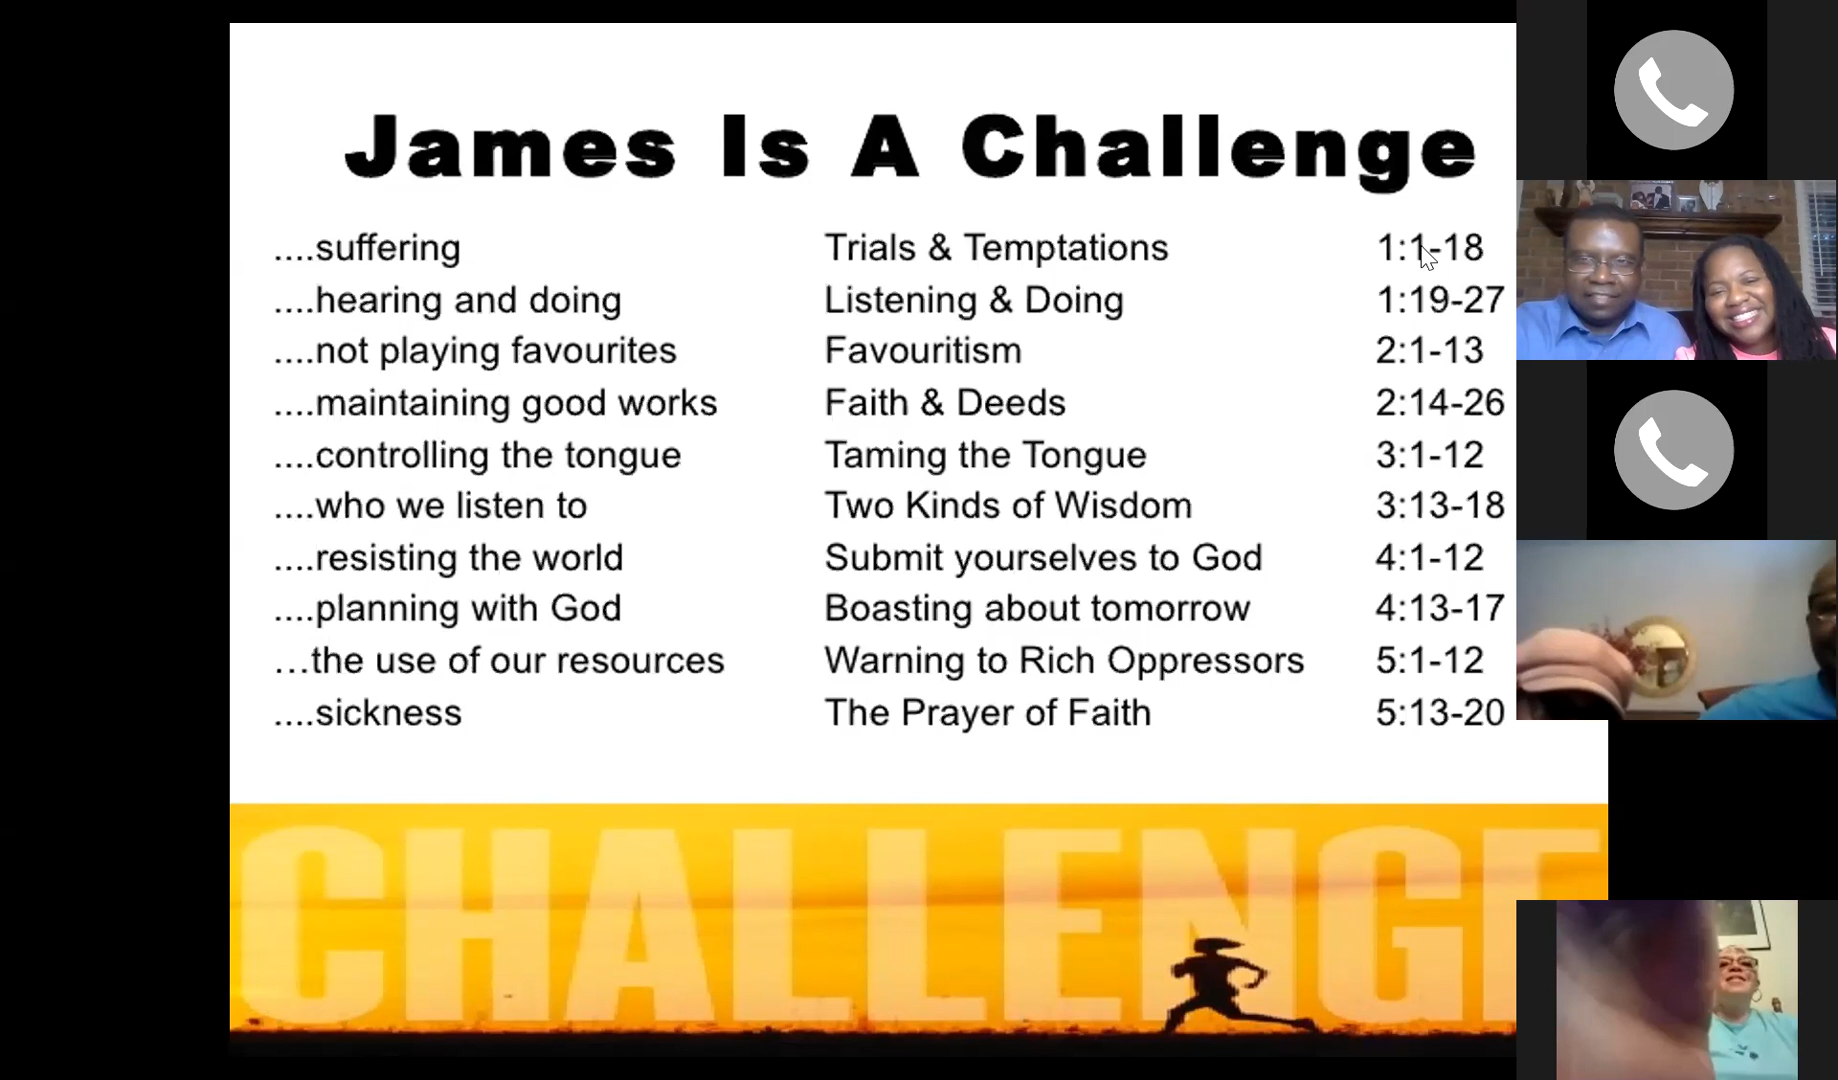 James Is A Challenge
....suffering Trials & Temptations 1:1-18
....hearing and doing Listening & Doing 1:19-27
....not playing favourites Favouritism 2:1-13
....maintaining good works Faith & Deeds 2:14-26
....controlling the tongue Taming the Tongue 3:1-12
....who we listen to Two Kinds of Wisdom 3:13-18
....resisting the world Submit yourselves to God 4:1-12
....planning with God Boasting about tomorrow 4:13-17
...the use of our resources Warning to Rich Oppressors 5:1-12
....sickness The Prayer of Faith 5:13-20
CHALLENGE